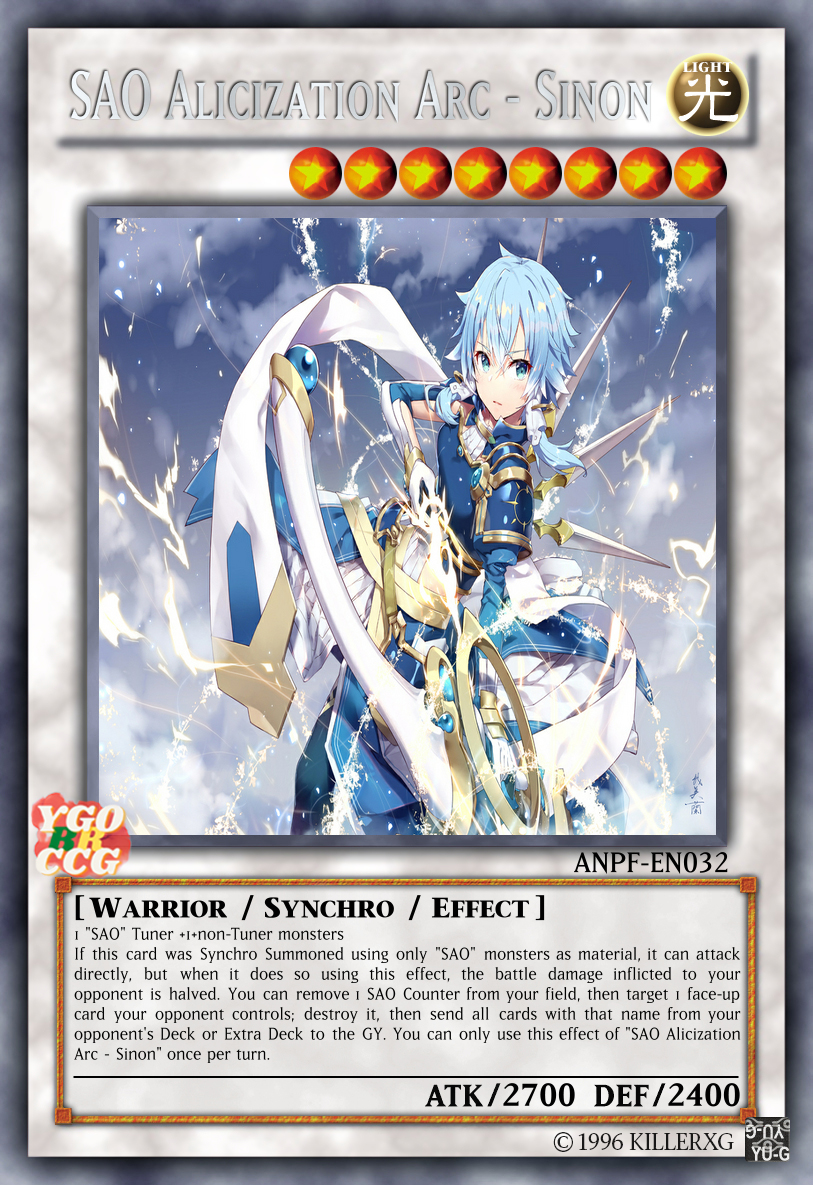 SAO Alicization Arc - Sinon
LIGHT
光
YGO
RR
CCG
ANPF-EN032
[ Warrior / Synchro / Effect ]
1 "SAO" Tuner +1+non-Tuner monsters
If this card was Synchro Summoned using only "SAO" monsters as material, it can attack
directly, but when it does so using this effect, the battle damage inflicted to your
opponent is halved. You can remove 1 SAO Counter from your field, then target 1 face-up
card your opponent controls; destroy it, then send all cards with that name from your
opponent's Deck or Extra Deck to the GY. You can only use this effect of "SAO Alicization
Arc - Sinon" once per turn.
ATK/2700 DEF/2400
© 1996 KILLERXG
YU-G